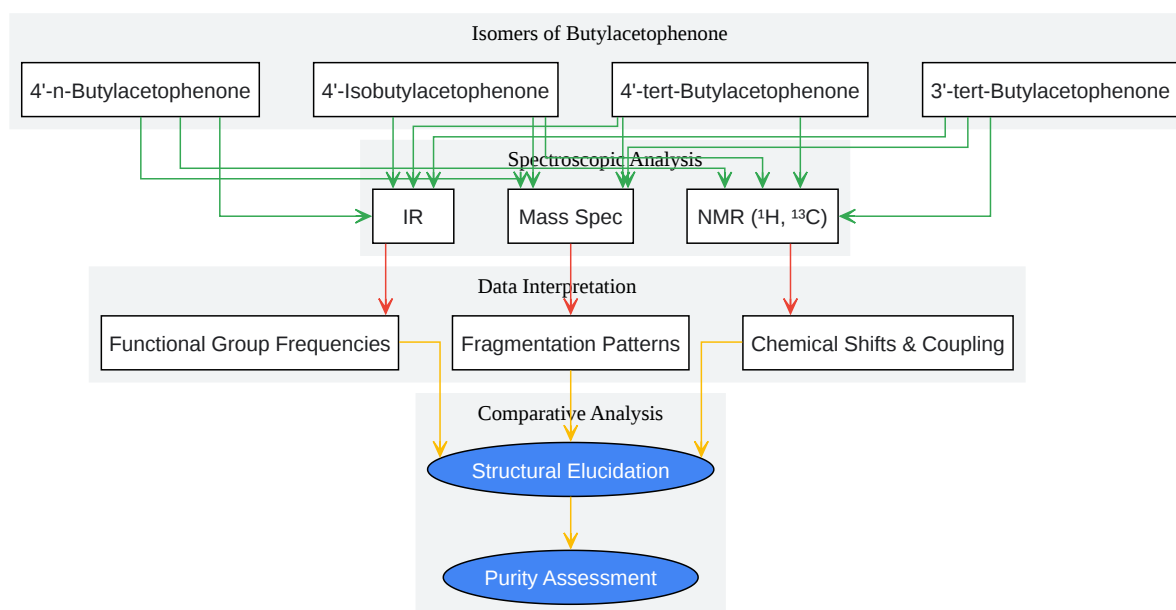 Isomers of Butylacetophenone
4'-n-Butylacetophenone
4'-Isobutylacetophenone
4'-tert-Butylacetophenone
3'-tert-Butylacetophenone
Spectroscopic Analysis
IR
Mass Spec
NMR (¹H, ¹³C)
Data Interpretation
Functional Group Frequencies
Fragmentation Patterns
Chemical Shifts & Coupling
Comparative Analysis
Structural Elucidation
Purity Assessment